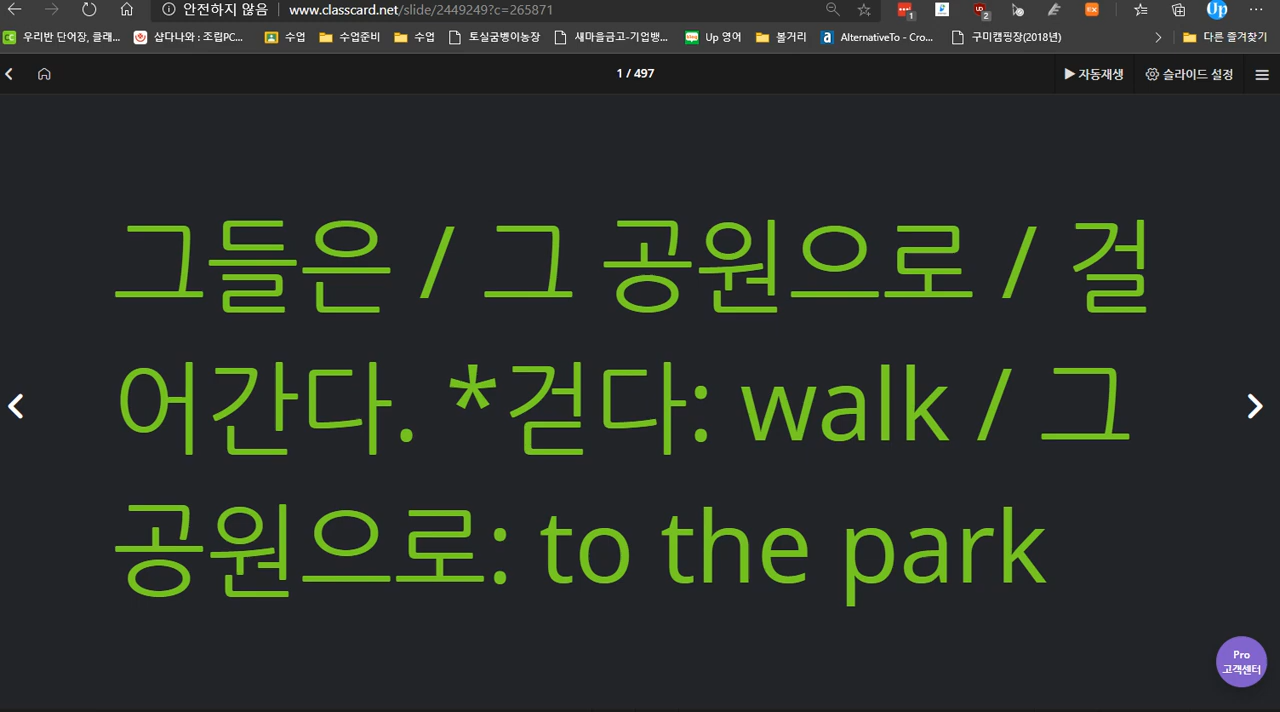 안전하지 않음 www.classcard.net/slide/2449249?c=265871
우리반 단어장, 클래... 샵다나와 : 조립PC... 수업 수업준비 수업 토실굼벵이농장 새마을금고-기업뱅... Up 영어 볼거리 AlternativeTo - Cro... 구미캠핑장(2018년) 다른 즐겨찾기
1 / 497 ▶ 자동재생 슬라이드 설정
그들은 / 그 공원으로 / 걸
어간다. *걷다: walk / 그
공원으로: to the park
Pro
고객센터